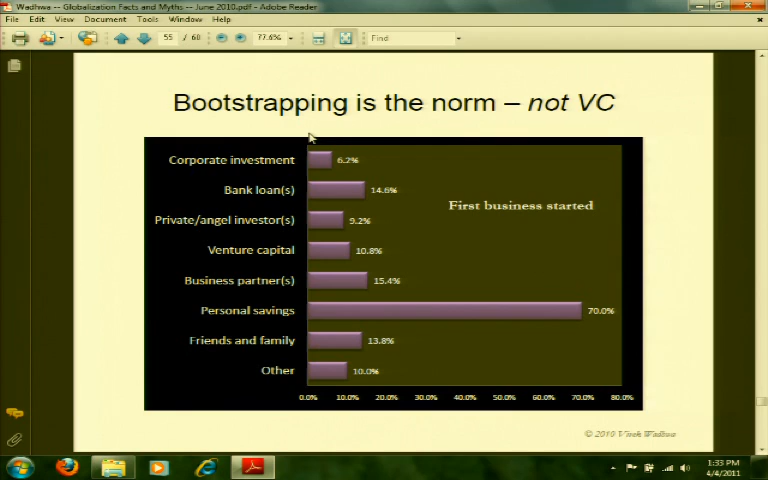 Wadhwa -- Globalization Facts and Myths -- June 2010.pdf - Adobe Reader
File Edit View Document Tools Window Help
55 / 60 77.6% Find
Bootstrapping is the norm – not VC
Corporate investment 6.2%
Bank loan(s) 14.6%
First business started
Private/angel investor(s) 9.2%
Venture capital 10.8%
Business partner(s) 15.4%
Personal savings 70.0%
Friends and family 13.8%
Other 10.0%
0.0% 10.0% 20.0% 30.0% 40.0% 50.0% 60.0% 70.0% 80.0%
© 2010 Vivek Wadhwa
1:33 PM
4/4/2011